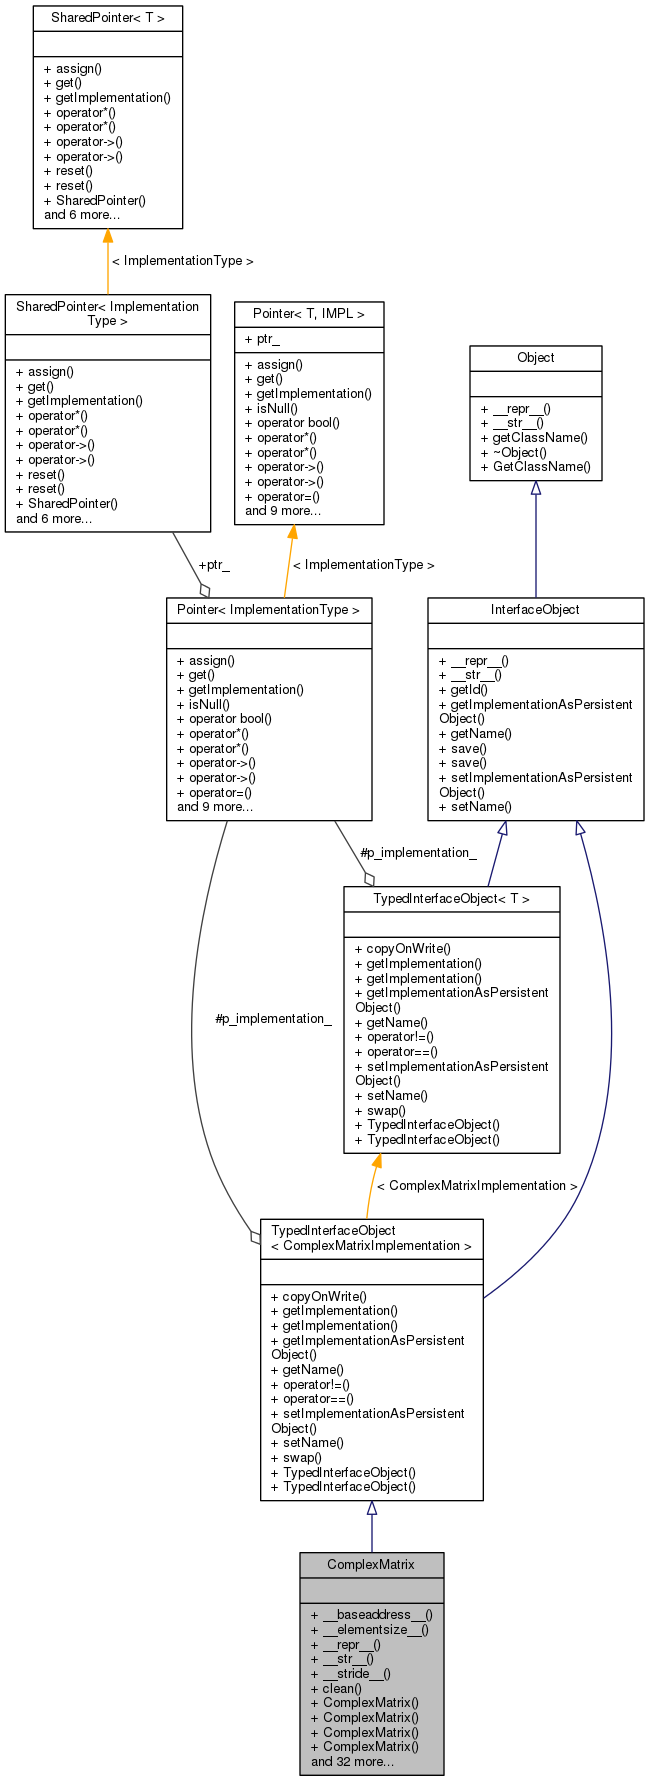 SharedPointer< T >
+ assign()
+ get()
+ getImplementation()
+ operator*()
+ operator*()
+ operator->()
+ operator->()
+ reset()
+ reset()
+ SharedPointer()
and 6 more...
< ImplementationType >
SharedPointer< Implementation
Type >
+ assign()
+ get()
+ getImplementation()
+ operator*()
+ operator*()
+ operator->()
+ operator->()
+ reset()
+ reset()
+ SharedPointer()
and 6 more...
Pointer< T, IMPL >
+ ptr_
+ assign()
+ get()
+ getImplementation()
+ isNull()
+ operator bool()
+ operator*()
+ operator*()
+ operator->()
+ operator->()
+ operator=()
and 9 more...
Object
+ __repr__()
+ __str__()
+ getClassName()
+ ~Object()
+ GetClassName()
+ptr_
< ImplementationType >
Pointer< ImplementationType >
+ assign()
+ get()
+ getImplementation()
+ isNull()
+ operator bool()
+ operator*()
+ operator*()
+ operator->()
+ operator->()
+ operator=()
and 9 more...
InterfaceObject
+ __repr__()
+ __str__()
+ getId()
+ getImplementationAsPersistent
Object()
+ getName()
+ save()
+ save()
+ setImplementationAsPersistent
Object()
+ setName()
#p_implementation_
TypedInterfaceObject< T >
+ copyOnWrite()
+ getImplementation()
+ getImplementation()
+ getImplementationAsPersistent
Object()
+ getName()
+ operator!=()
+ operator==()
+ setImplementationAsPersistent
Object()
+ setName()
+ swap()
+ TypedInterfaceObject()
+ TypedInterfaceObject()
#p_implementation_
< ComplexMatrixImplementation >
TypedInterfaceObject
< ComplexMatrixImplementation >
+ copyOnWrite()
+ getImplementation()
+ getImplementation()
+ getImplementationAsPersistent
Object()
+ getName()
+ operator!=()
+ operator==()
+ setImplementationAsPersistent
Object()
+ setName()
+ swap()
+ TypedInterfaceObject()
+ TypedInterfaceObject()
ComplexMatrix
+ __baseaddress__()
+ __elementsize__()
+ __repr__()
+ __str__()
+ __stride__()
+ clean()
+ ComplexMatrix()
+ ComplexMatrix()
+ ComplexMatrix()
+ ComplexMatrix()
and 32 more...